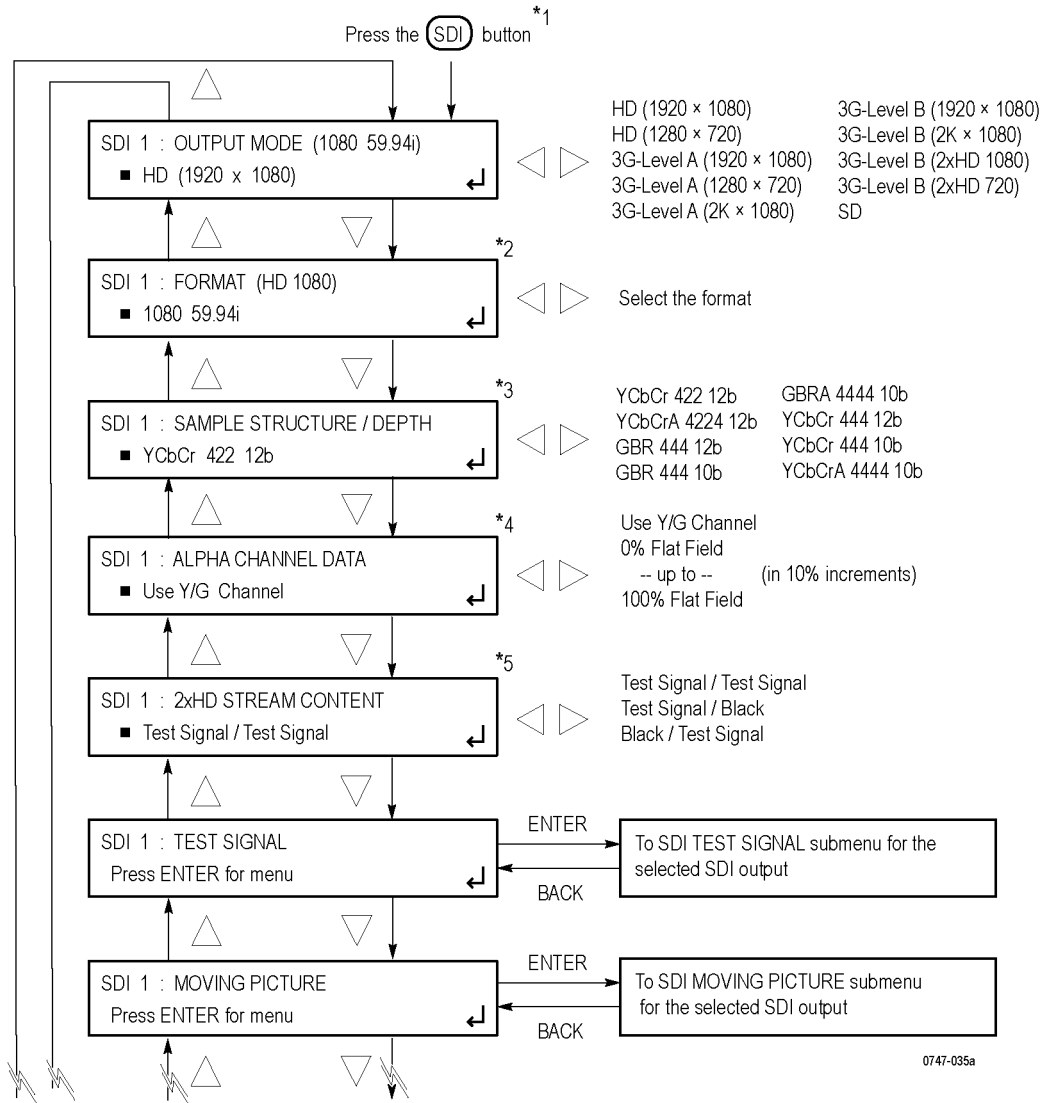 Press the SDI button *1
SDI 1 : OUTPUT MODE (1080 59.94i)
■ HD (1920 x 1080)
HD (1920 × 1080)
HD (1280 × 720)
3G-Level A (1920 × 1080)
3G-Level A (1280 × 720)
3G-Level A (2K × 1080)
3G-Level B (1920 × 1080)
3G-Level B (2K × 1080)
3G-Level B (2xHD 1080)
3G-Level B (2xHD 720)
SD
*2
SDI 1 : FORMAT (HD 1080)
■ 1080 59.94i
Select the format
*3
SDI 1 : SAMPLE STRUCTURE / DEPTH
■ YCbCr 422 12b
YCbCr 422 12b
YCbCrA 4224 12b
GBR 444 12b
GBR 444 10b
GBRA 4444 10b
YCbCr 444 12b
YCbCr 444 10b
YCbCrA 4444 10b
*4
SDI 1 : ALPHA CHANNEL DATA
■ Use Y/G Channel
Use Y/G Channel
0% Flat Field
-- up to -- (in 10% increments)
100% Flat Field
*5
SDI 1 : 2xHD STREAM CONTENT
■ Test Signal / Test Signal
Test Signal / Test Signal
Test Signal / Black
Black / Test Signal
SDI 1 : TEST SIGNAL
Press ENTER for menu
ENTER
BACK
To SDI TEST SIGNAL submenu for the
selected SDI output
SDI 1 : MOVING PICTURE
Press ENTER for menu
ENTER
BACK
To SDI MOVING PICTURE submenu
for the selected SDI output
0747-035a